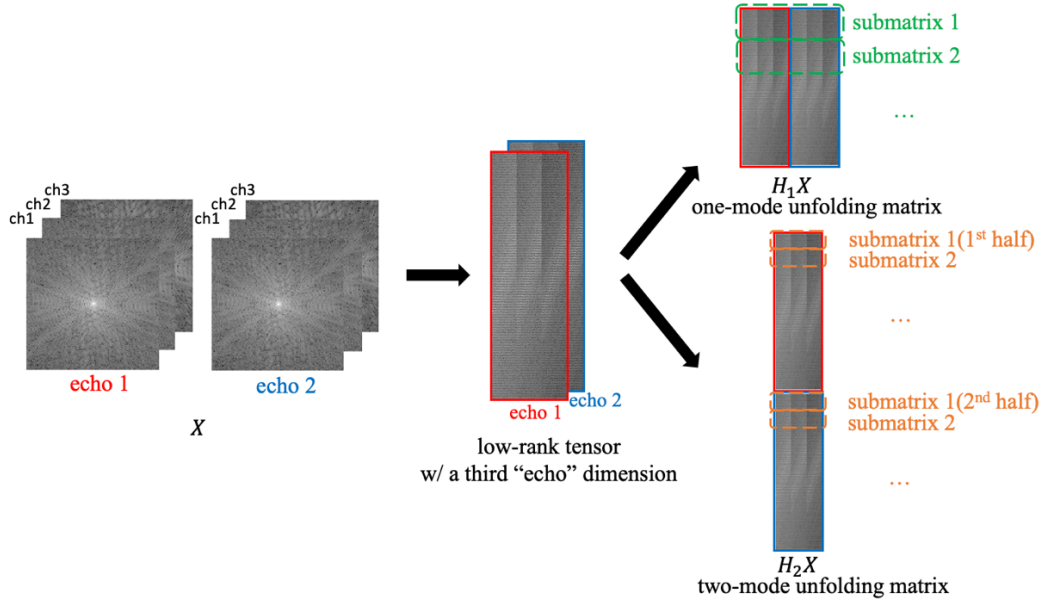 ch3
ch2
ch1
echo 1
ch3
ch2
ch1
echo 2
X
echo 1
echo 2
low-rank tensor
w/ a third “echo” dimension
submatrix 1
submatrix 2
...
H₁X
one-mode unfolding matrix
submatrix 1(1ˢᵗ half)
submatrix 2
...
submatrix 1(2ⁿᵈ half)
submatrix 2
...
H₂X
two-mode unfolding matrix